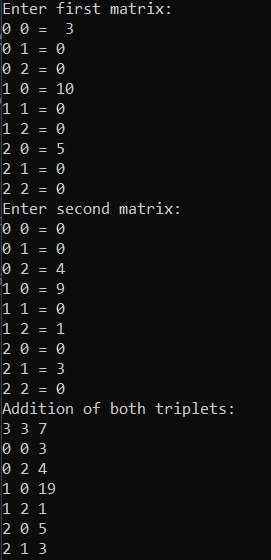 Enter first matrix:
0 0 =  3
0 1 = 0
0 2 = 0
1 0 = 10
1 1 = 0
1 2 = 0
2 0 = 5
2 1 = 0
2 2 = 0
Enter second matrix:
0 0 = 0
0 1 = 0
0 2 = 4
1 0 = 9
1 1 = 0
1 2 = 1
2 0 = 0
2 1 = 3
2 2 = 0
Addition of both triplets:
3 3 7
0 0 3
0 2 4
1 0 19
1 2 1
2 0 5
2 1 3